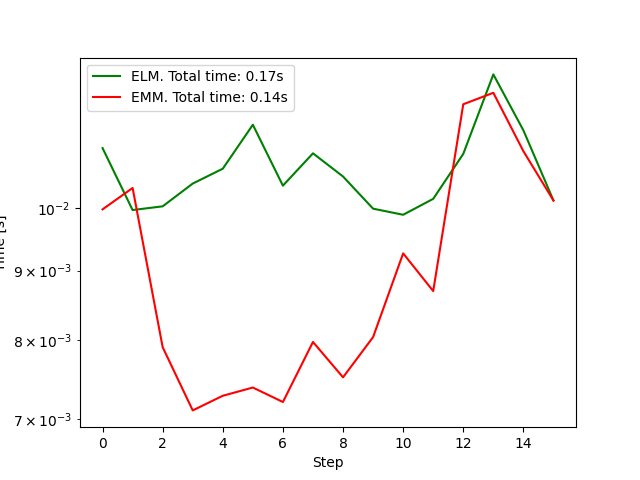 ELM. Total time: 0.17s
EMM. Total time: 0.14s
10⁻²
9 × 10⁻³
8 × 10⁻³
7 × 10⁻³
Time [s]
0 2 4 6 8 10 12 14
Step